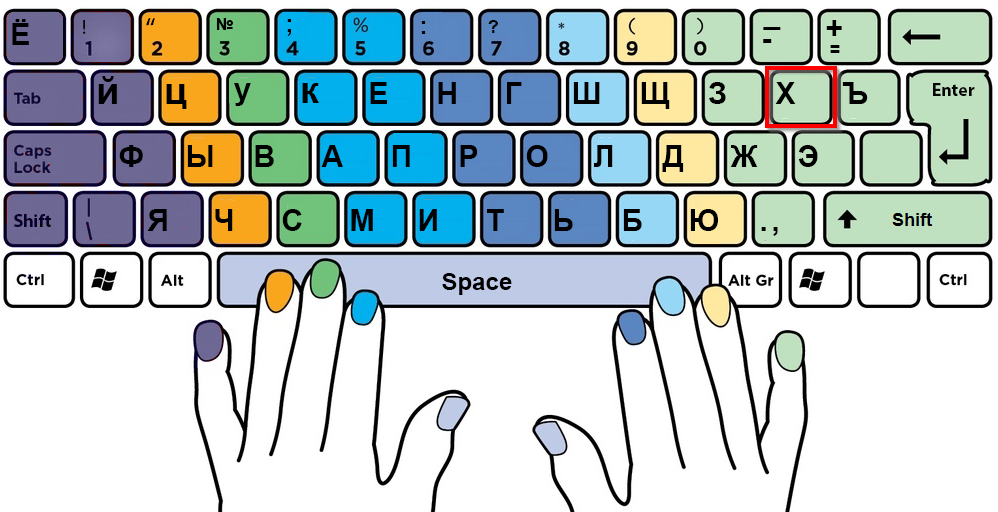 Ё ! 1 “ 2 № 3 ; 4 % 5 : 6 ? 7 * 8 ( 9 ) 0 — - + =
Tab Й Ц У К Е Н Г Ш Щ З Х Ъ Enter
Caps Lock Ф Ы В А П Р О Л Д Ж Э
Shift | \ Я Ч С М И Т Ь Б Ю . , Shift
Ctrl Alt Space Alt Gr Ctrl